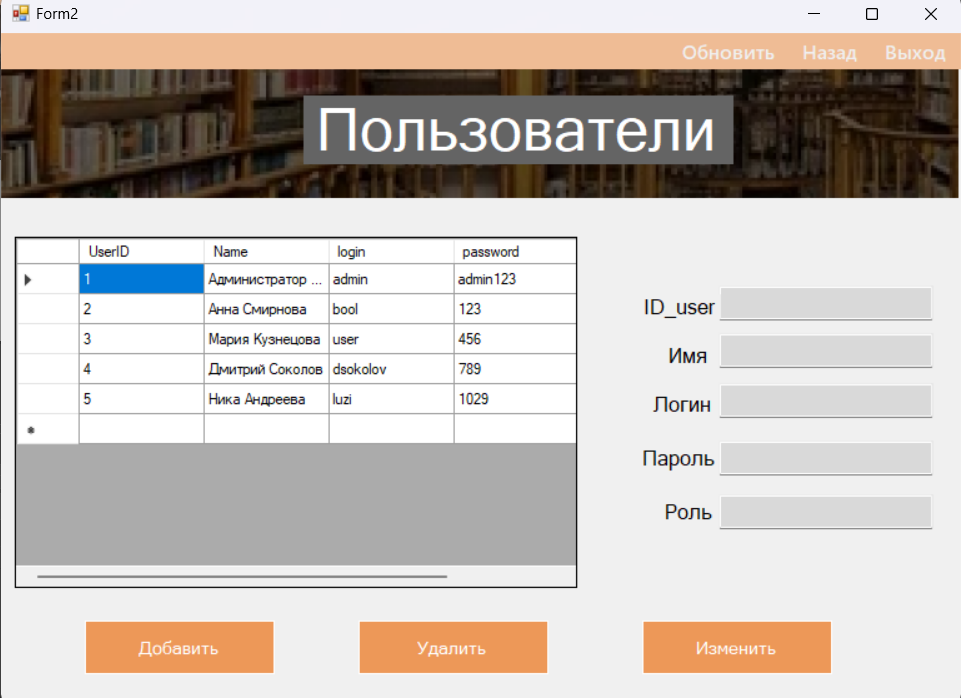 Form2
Обновить Назад Выход
Пользователи
UserID Name login password
1 Администратор ... admin admin123
2 Анна Смирнова bool 123
3 Мария Кузнецова user 456
4 Дмитрий Соколов dsokolov 789
5 Ника Андреева luzi 1029
ID_user
Имя
Логин
Пароль
Роль
Добавить Удалить Изменить